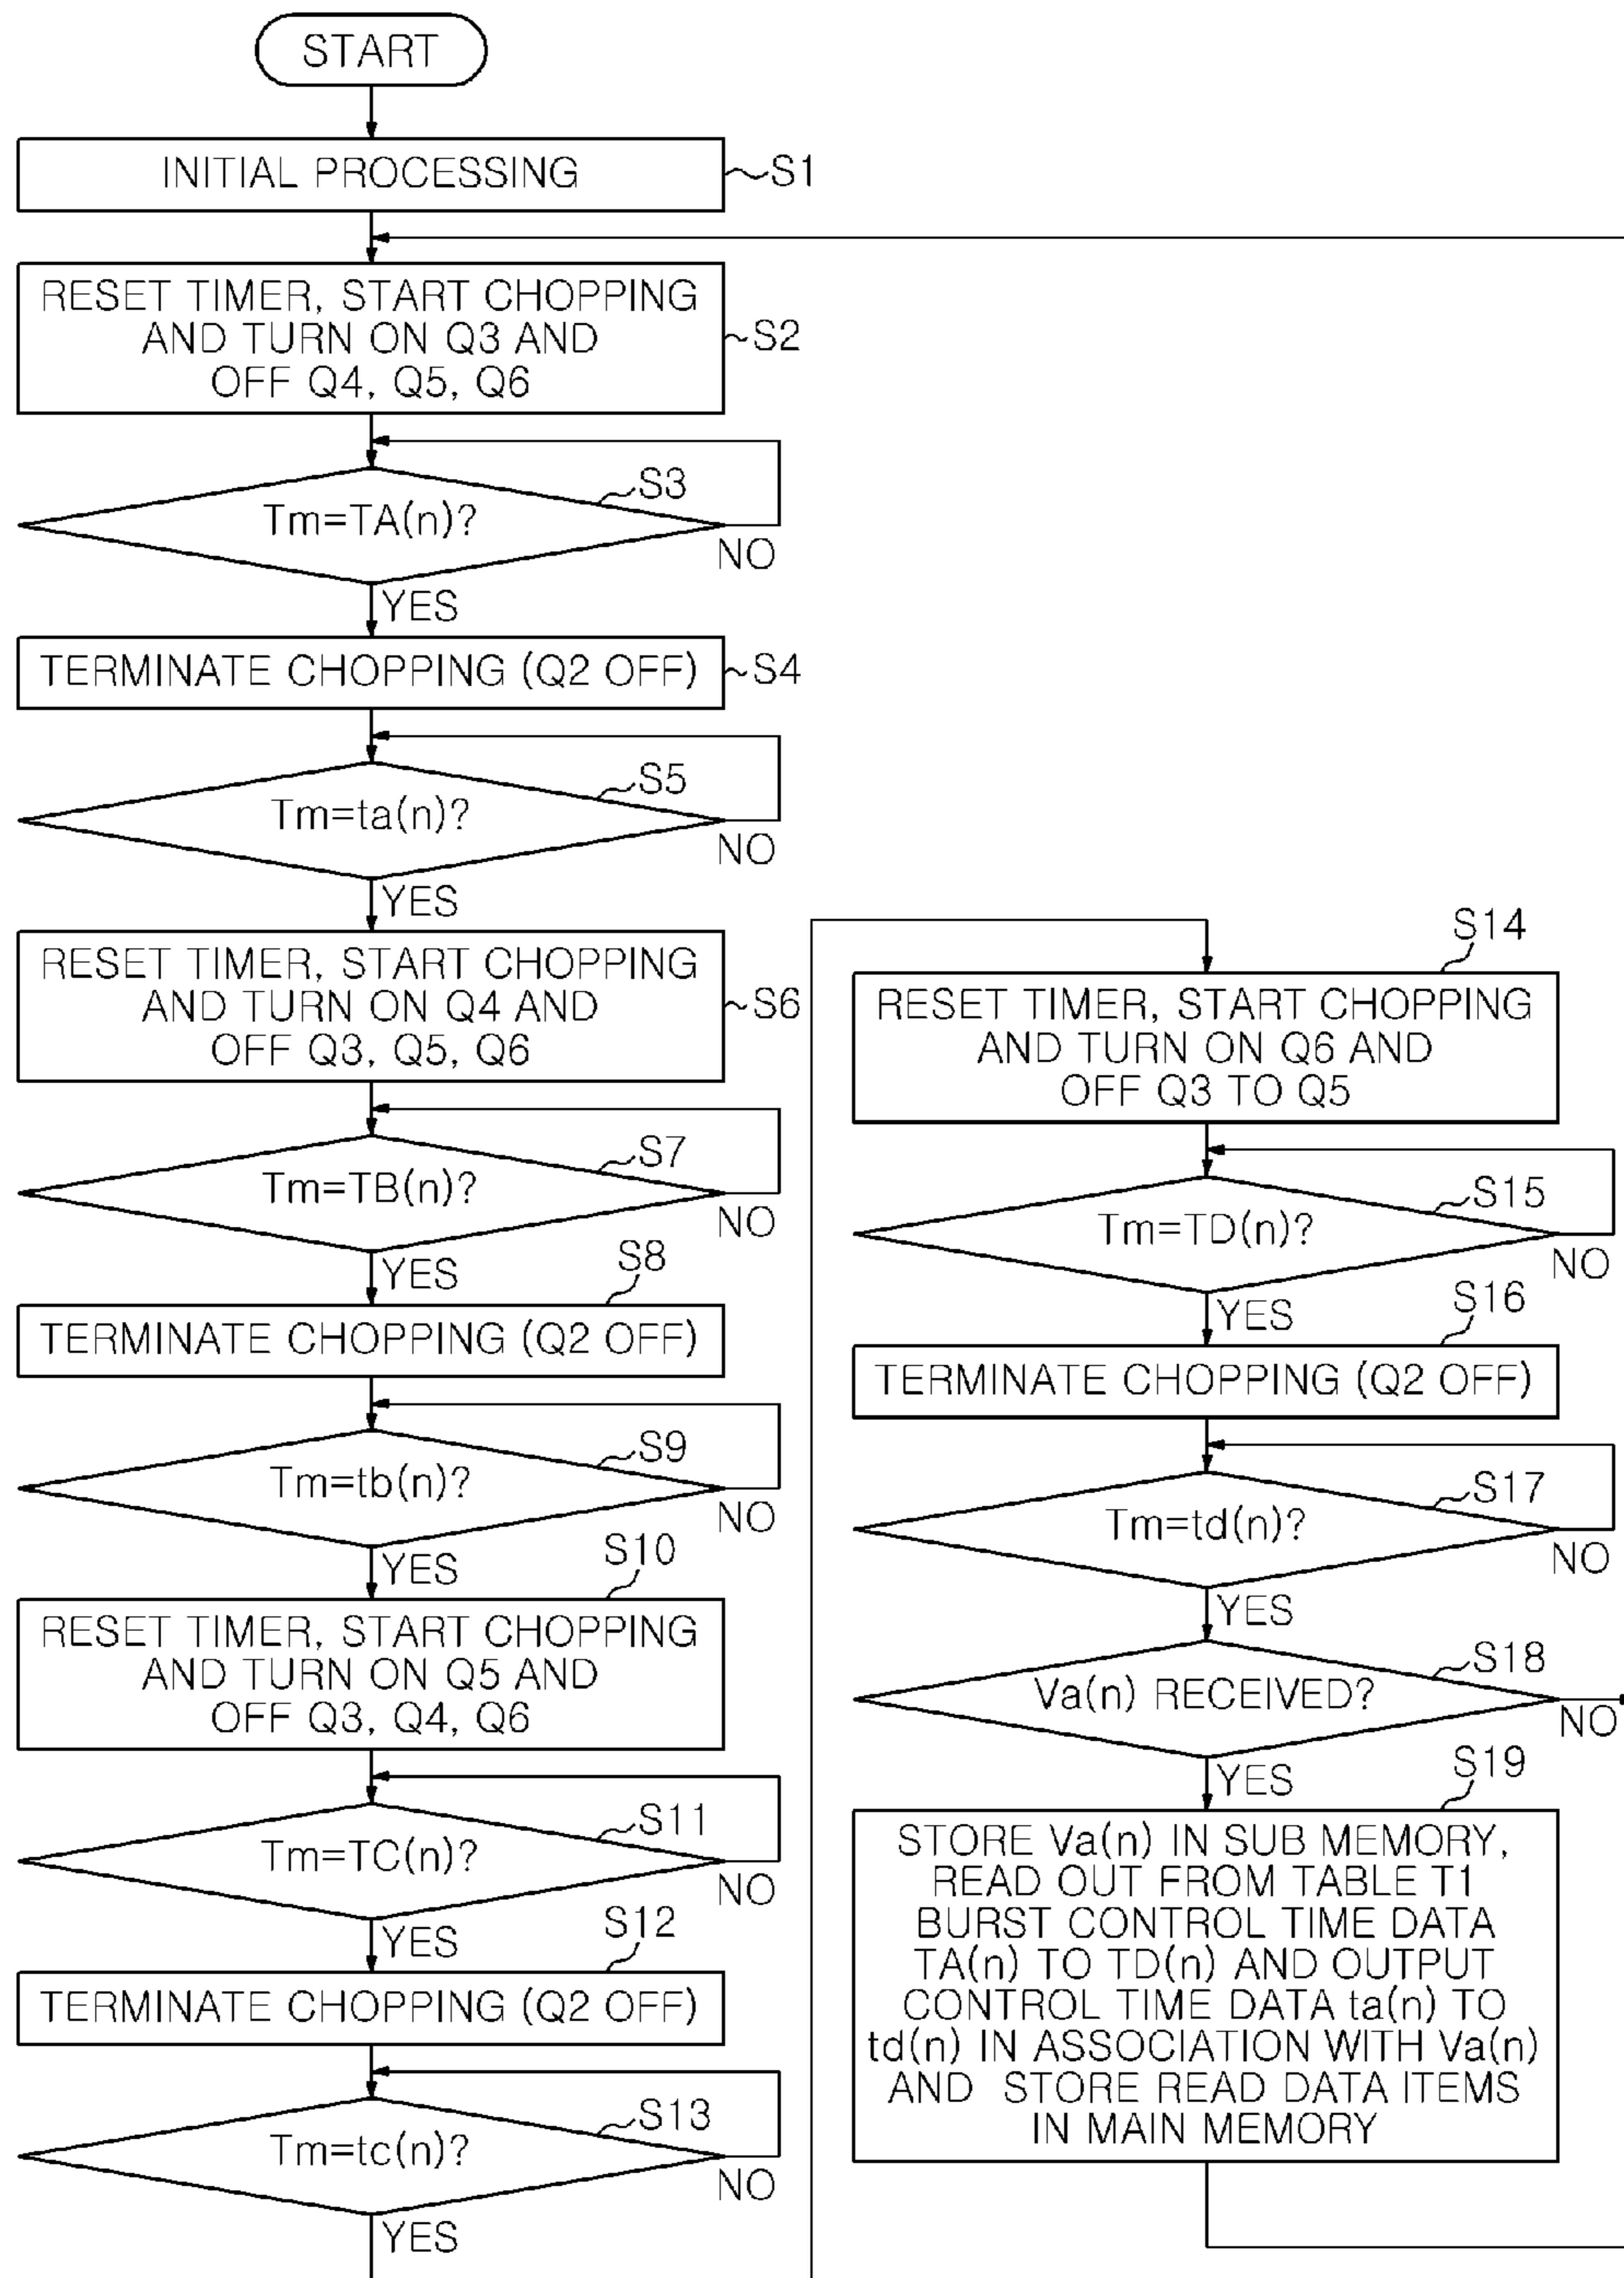 START
INITIAL PROCESSING
S1
RESET TIMER, START CHOPPING
AND TURN ON Q3 AND
OFF Q4, Q5, Q6
S2
S3
Tm=TA(n)?
NO
YES
TERMINATE CHOPPING (Q2 OFF)
S4
S5
Tm=ta(n)?
NO
YES
RESET TIMER, START CHOPPING
AND TURN ON Q4 AND
OFF Q3, Q5, Q6
S6
S7
Tm=TB(n)?
NO
YES
S8
TERMINATE CHOPPING (Q2 OFF)
S9
Tm=tb(n)?
NO
YES
S10
RESET TIMER, START CHOPPING
AND TURN ON Q5 AND
OFF Q3, Q4, Q6
S11
Tm=TC(n)?
NO
YES
S12
TERMINATE CHOPPING (Q2 OFF)
S13
Tm=tc(n)?
NO
YES
S14
RESET TIMER, START CHOPPING
AND TURN ON Q6 AND
OFF Q3 TO Q5
S15
Tm=TD(n)?
NO
YES
S16
TERMINATE CHOPPING (Q2 OFF)
S17
Tm=td(n)?
NO
YES
S18
Va(n) RECEIVED?
NO
YES
S19
STORE Va(n) IN SUB MEMORY,
READ OUT FROM TABLE T1
BURST CONTROL TIME DATA
TA(n) TO TD(n) AND OUTPUT
CONTROL TIME DATA ta(n) TO
td(n) IN ASSOCIATION WITH Va(n)
AND STORE READ DATA ITEMS
IN MAIN MEMORY